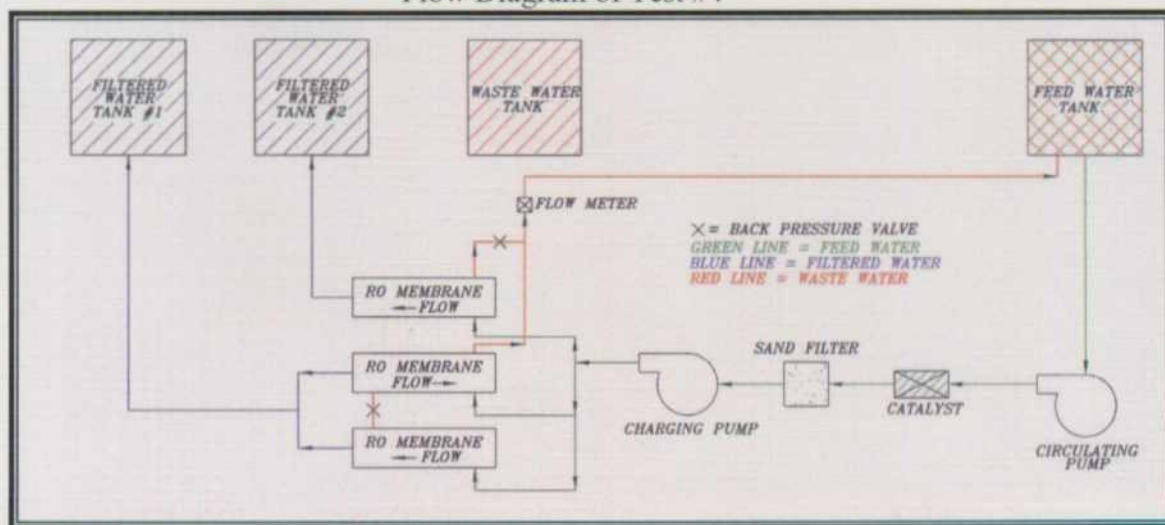 Flow Diagram of Test #4
FILTERED
WATER
TANK #1
FILTERED
WATER
TANK #2
WASTE WATER
TANK
FEED WATER
TANK
FLOW METER
X = BACK PRESSURE VALVE
GREEN LINE = FEED WATER
BLUE LINE = FILTERED WATER
RED LINE = WASTE WATER
RO MEMBRANE
FLOW
RO MEMBRANE
FLOW
RO MEMBRANE
FLOW
CHARGING PUMP
SAND FILTER
CATALYST
CIRCULATING
PUMP